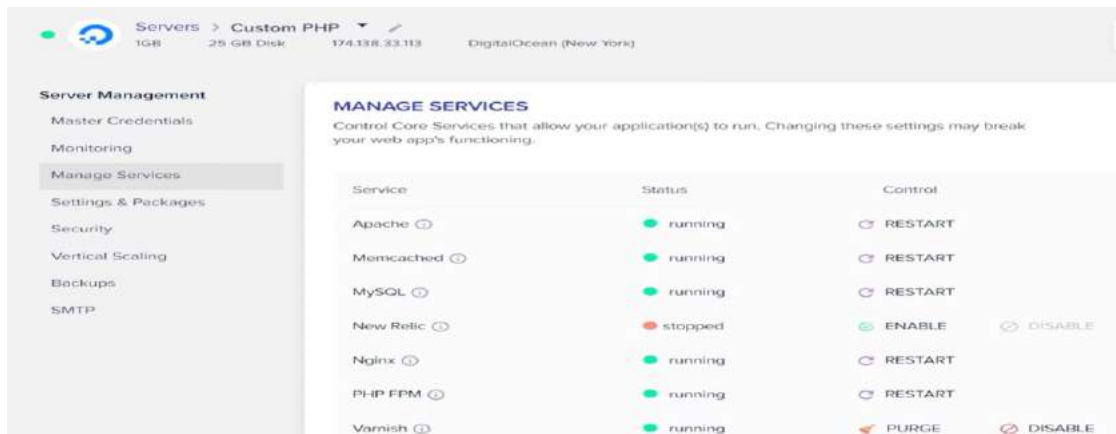 Servers > Custom PHP
1GB 25 GB Disk 174.138.33.113 DigitalOcean (New York)
Server Management
Master Credentials
Monitoring
Manage Services
Settings & Packages
Security
Vertical Scaling
Backups
SMTP
MANAGE SERVICES
Control Core Services that allow your application(s) to run. Changing these settings may break
your web app's functioning.
Service Status Control
Apache running RESTART
Memcached running RESTART
MySQL running RESTART
New Relic stopped ENABLE DISABLE
Nginx running RESTART
PHP FPM running RESTART
Varnish running PURGE DISABLE